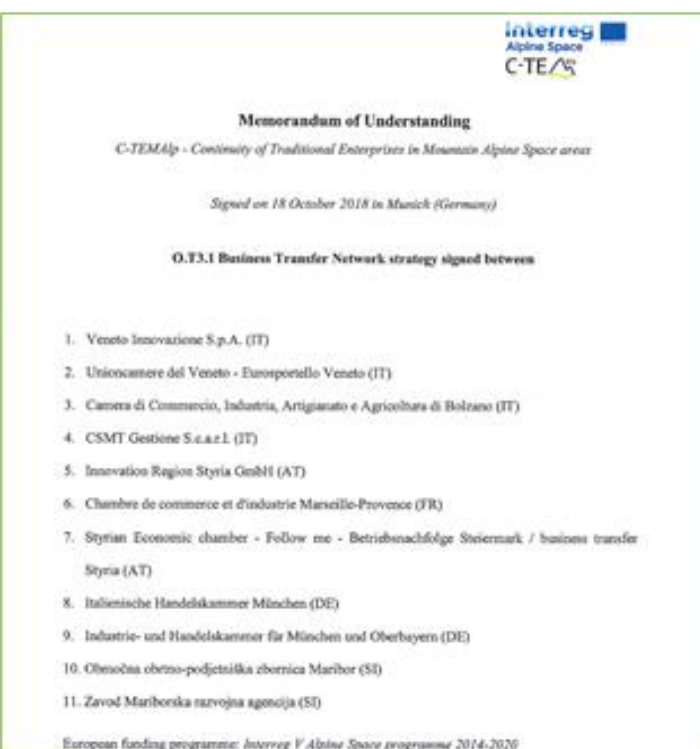 Interreg
Alpine Space
C-TEM
Memorandum of Understanding
C-TEMAlp - Continuity of Traditional Enterprises in Mountain Alpine Space areas
Signed on 18 October 2018 in Munich (Germany)
O.T3.1 Business Transfer Network strategy signed between
1. Veneto Innovazione S.p.A. (IT)
2. Unioncamere del Veneto - Eurosportello Veneto (IT)
3. Camera di Commercio, Industria, Artigianato e Agricoltura di Bolzano (IT)
4. CSMT Gestione S.c.a.r.l. (IT)
5. Innovation Region Styria GmbH (AT)
6. Chambre de commerce et d'industrie Marseille-Provence (FR)
7. Styrian Economic chamber - Follow me - Betriebsnachfolge Steiermark / business transfer
Styria (AT)
8. Italienische Handelskammer München (DE)
9. Industrie- und Handelskammer für München und Oberbayern (DE)
10. Območna obrtno-podjetniška zbornica Maribor (SI)
11. Zavod Mariborska razvojna agencija (SI)
European funding programme: Interreg V Alpine Space programme 2014-2020